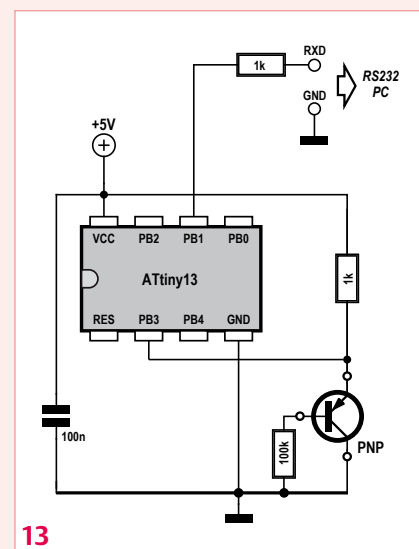 RXD
1k
RS232
PC
GND
+5V
VCC PB2 PB1 PB0
ATtiny13
1k
RES PB3 PB4 GND
100n
100k
PNP
13